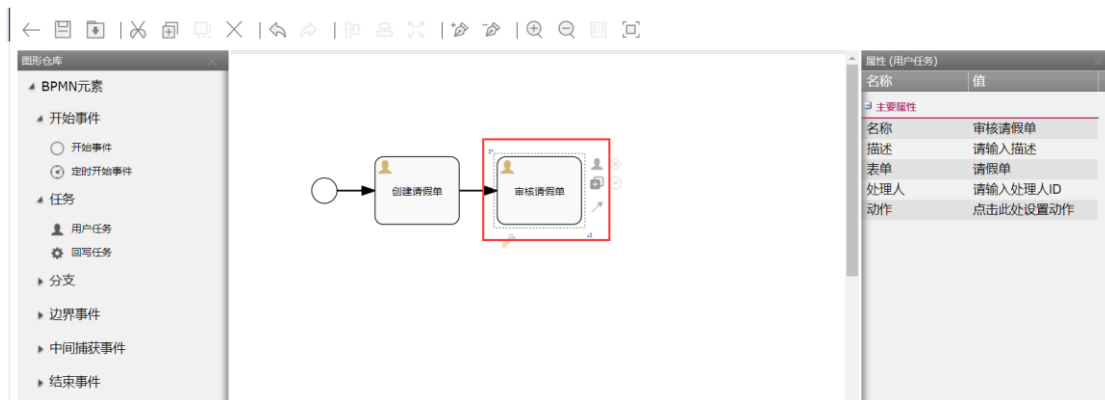 图形仓库
BPMN元素
开始事件
开始事件
定时开始事件
任务
用户任务
回写任务
分支
边界事件
中间捕获事件
结束事件
创建请假单
审核请假单
属性 (用户任务)
名称 值
主要属性
名称 审核请假单
描述 请输入描述
表单 请假单
处理人 请输入处理人ID
动作 点击此处设置动作